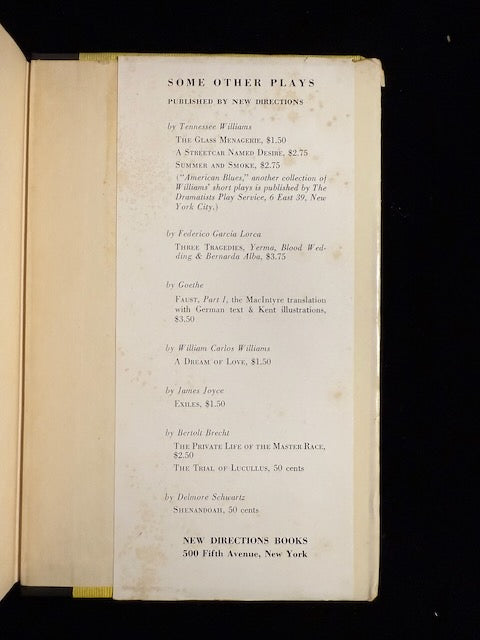 SOME OTHER PLAYS
PUBLISHED BY NEW DIRECTIONS
by Tennessee Williams
THE GLASS MENAGERIE, $1.50
A STREETCAR NAMED DESIRE, $2.75
SUMMER AND SMOKE, $2.75
("American Blues," another collection of
Williams' short plays is published by The
Dramatists Play Service, 6 East 39, New
York City.)
by Federico García Lorca
THREE TRAGEDIES, Yerma, Blood Wed-
ding & Bernarda Alba, $3.75
by Goethe
FAUST, Part I, the MacIntyre translation
with German text & Kent illustrations,
$3.50
by William Carlos Williams
A DREAM OF LOVE, $1.50
by James Joyce
EXILES, $1.50
by Bertolt Brecht
THE PRIVATE LIFE OF THE MASTER RACE,
$2.50
THE TRIAL OF LUCULLUS, 50 cents
by Delmore Schwartz
SHENANDOAH, 50 cents
NEW DIRECTIONS BOOKS
500 Fifth Avenue, New York